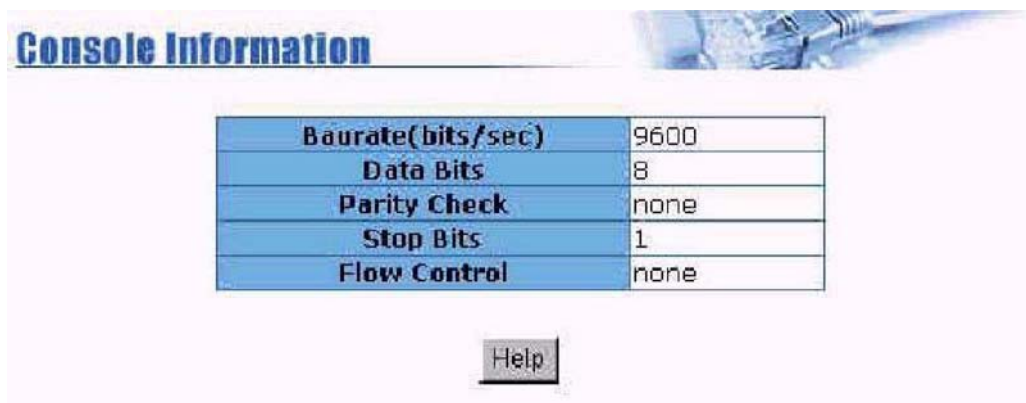 Console Information
Baurate(bits/sec) 9600
Data Bits 8
Parity Check none
Stop Bits 1
Flow Control none
Help